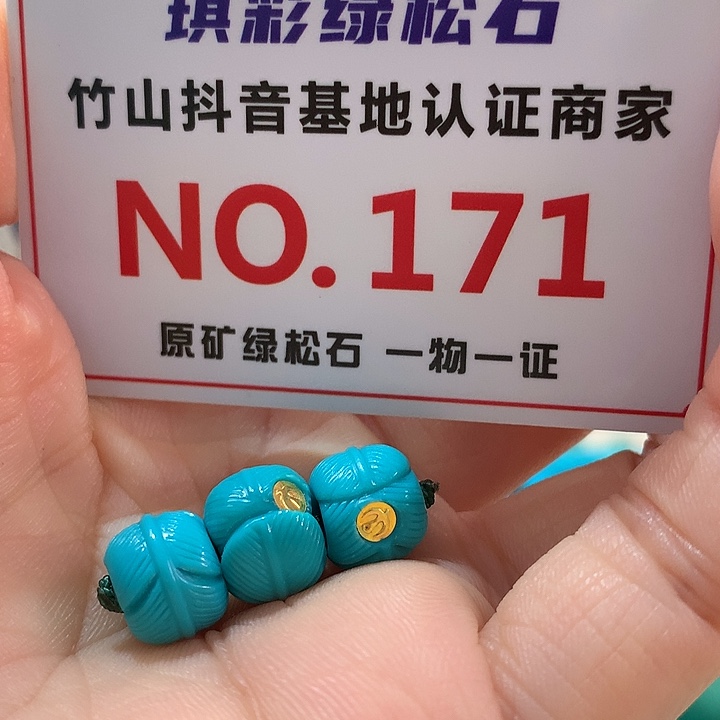 琪彩绿松石
竹山抖音基地认证商家
NO.171
原矿绿松石 一物一证